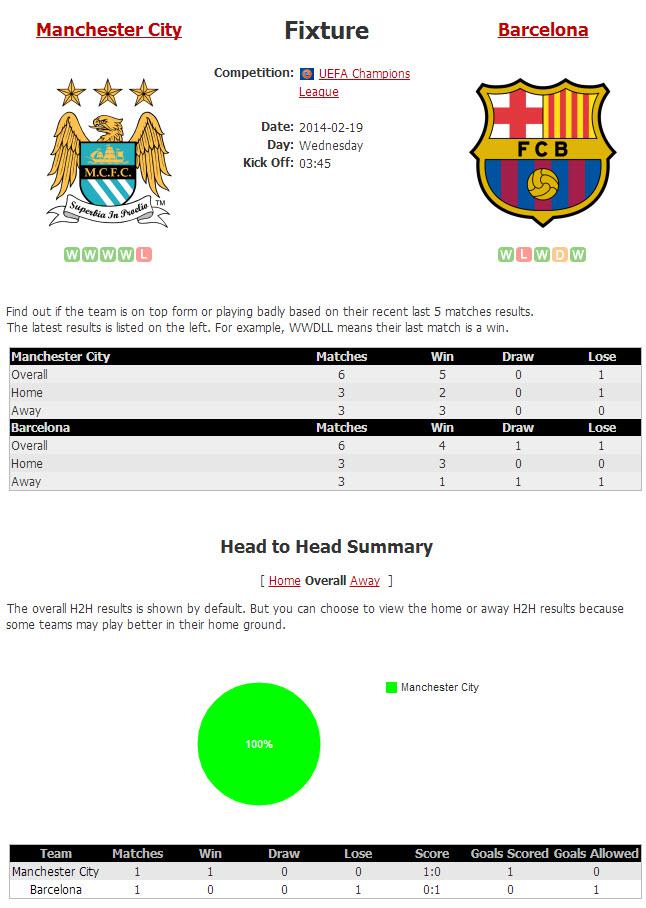 Manchester City
Fixture
Barcelona
Competition: UEFA Champions
League
Date: 2014-02-19
Day: Wednesday
Kick Off: 03:45
M.C.F.C.
Superbia In Proelio TM
FCB
W W W W L
W L W D W
Find out if the team is on top form or playing badly based on their recent last 5 matches results.
The latest results is listed on the left. For example, WWDLL means their last match is a win.
Manchester City Matches Win Draw Lose
Overall 6 5 0 1
Home 3 2 0 1
Away 3 3 0 0
Barcelona Matches Win Draw Lose
Overall 6 4 1 1
Home 3 3 0 0
Away 3 1 1 1
Head to Head Summary
[ Home Overall Away ]
The overall H2H results is shown by default. But you can choose to view the home or away H2H results because
some teams may play better in their home ground.
Manchester City
100%
Team Matches Win Draw Lose Score Goals Scored Goals Allowed
Manchester City 1 1 0 0 1:0 1 0
Barcelona 1 0 0 1 0:1 0 1